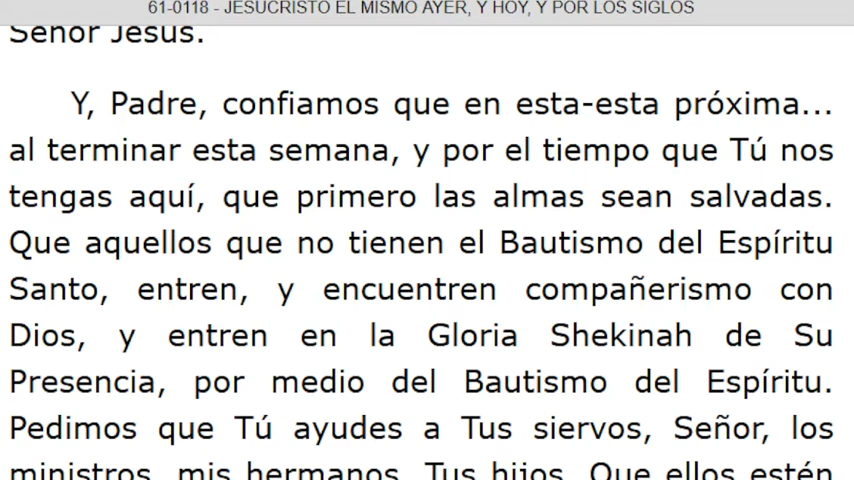 61-0118 - JESUCRISTO EL MISMO AYER, Y HOY, Y POR LOS SIGLOS
Señor Jesús.
Y, Padre, confiamos que en esta-esta próxima...
al terminar esta semana, y por el tiempo que Tú nos
tengas aquí, que primero las almas sean salvadas.
Que aquellos que no tienen el Bautismo del Espíritu
Santo, entren, y encuentren compañerismo con
Dios, y entren en la Gloria Shekinah de Su
Presencia, por medio del Bautismo del Espíritu.
Pedimos que Tú ayudes a Tus siervos, Señor, los
ministros, mis hermanos, Tus hijos. Que ellos estén